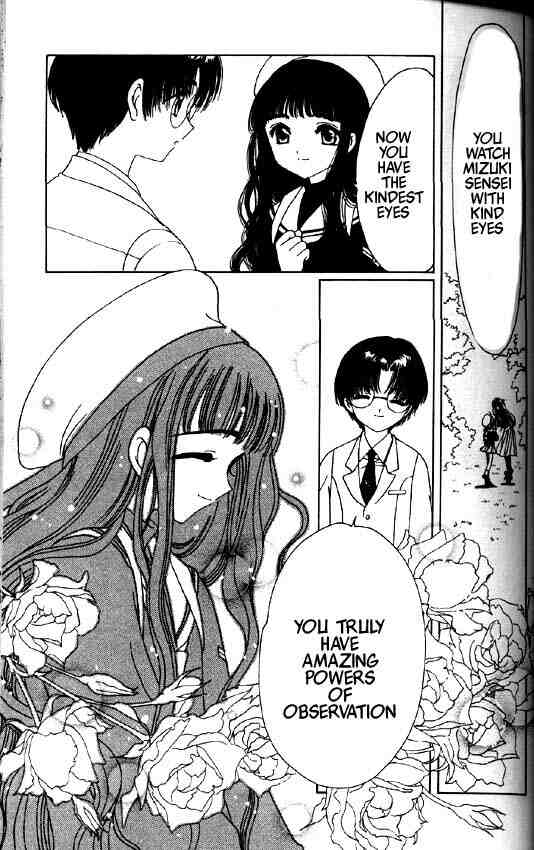 YOU
WATCH
MIZUKI
SENSEI
WITH
KIND
EYES
NOW
YOU
HAVE
THE
KINDEST
EYES
YOU TRULY
HAVE
AMAZING
POWERS
OF
OBSERVATION